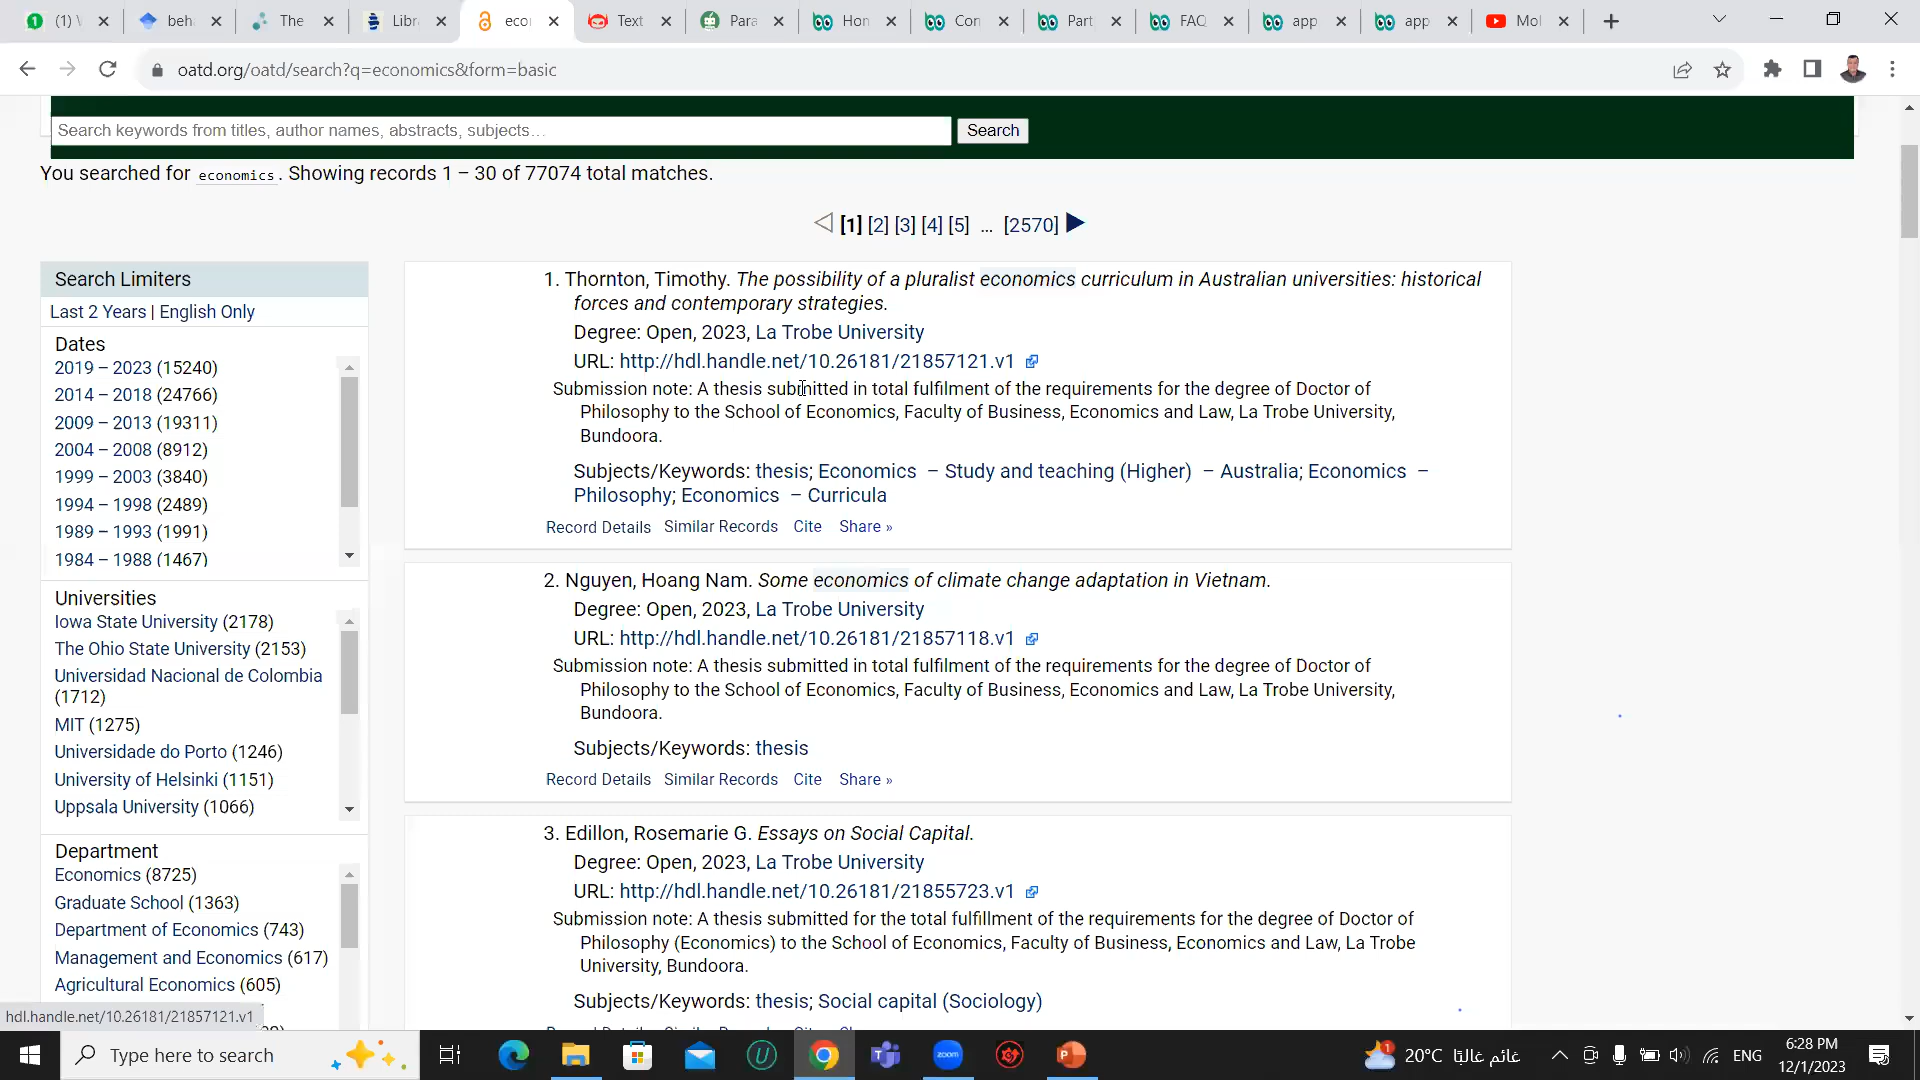 (1) \
beh
The
Libr
ecor
Text
Para
Hon
Con
Part
FAQ
app
app
Mol
oatd.org/oatd/search?q=economics&form=basic
Search keywords from titles, author names, abstracts, subjects…
Search
You searched for economics. Showing records 1 – 30 of 77074 total matches.
[1] [2] [3] [4] [5] … [2570]
Search Limiters
Last 2 Years | English Only
Dates
2019 – 2023 (15240)
2014 – 2018 (24766)
2009 – 2013 (19311)
2004 – 2008 (8912)
1999 – 2003 (3840)
1994 – 1998 (2489)
1989 – 1993 (1991)
1984 – 1988 (1467)
Universities
Iowa State University (2178)
The Ohio State University (2153)
Universidad Nacional de Colombia
(1712)
MIT (1275)
Universidade do Porto (1246)
University of Helsinki (1151)
Uppsala University (1066)
Department
Economics (8725)
Graduate School (1363)
Department of Economics (743)
Management and Economics (617)
Agricultural Economics (605)
1. Thornton, Timothy. The possibility of a pluralist economics curriculum in Australian universities: historical
forces and contemporary strategies.
Degree: Open, 2023, La Trobe University
URL: http://hdl.handle.net/10.26181/21857121.v1
Submission note: A thesis submitted in total fulfilment of the requirements for the degree of Doctor of
Philosophy to the School of Economics, Faculty of Business, Economics and Law, La Trobe University,
Bundoora.
Subjects/Keywords: thesis; Economics – Study and teaching (Higher) – Australia; Economics –
Philosophy; Economics – Curricula
Record Details Similar Records Cite Share »
2. Nguyen, Hoang Nam. Some economics of climate change adaptation in Vietnam.
Degree: Open, 2023, La Trobe University
URL: http://hdl.handle.net/10.26181/21857118.v1
Submission note: A thesis submitted in total fulfilment of the requirements for the degree of Doctor of
Philosophy to the School of Economics, Faculty of Business, Economics and Law, La Trobe University,
Bundoora.
Subjects/Keywords: thesis
Record Details Similar Records Cite Share »
3. Edillon, Rosemarie G. Essays on Social Capital.
Degree: Open, 2023, La Trobe University
URL: http://hdl.handle.net/10.26181/21855723.v1
Submission note: A thesis submitted for the total fulfillment of the requirements for the degree of Doctor of
Philosophy (Economics) to the School of Economics, Faculty of Business, Economics and Law, La Trobe
University, Bundoora.
Subjects/Keywords: thesis; Social capital (Sociology)
hdl.handle.net/10.26181/21857121.v1
Type here to search
zoom
20°C غائم غالبًا
ENG
6:28 PM
12/1/2023